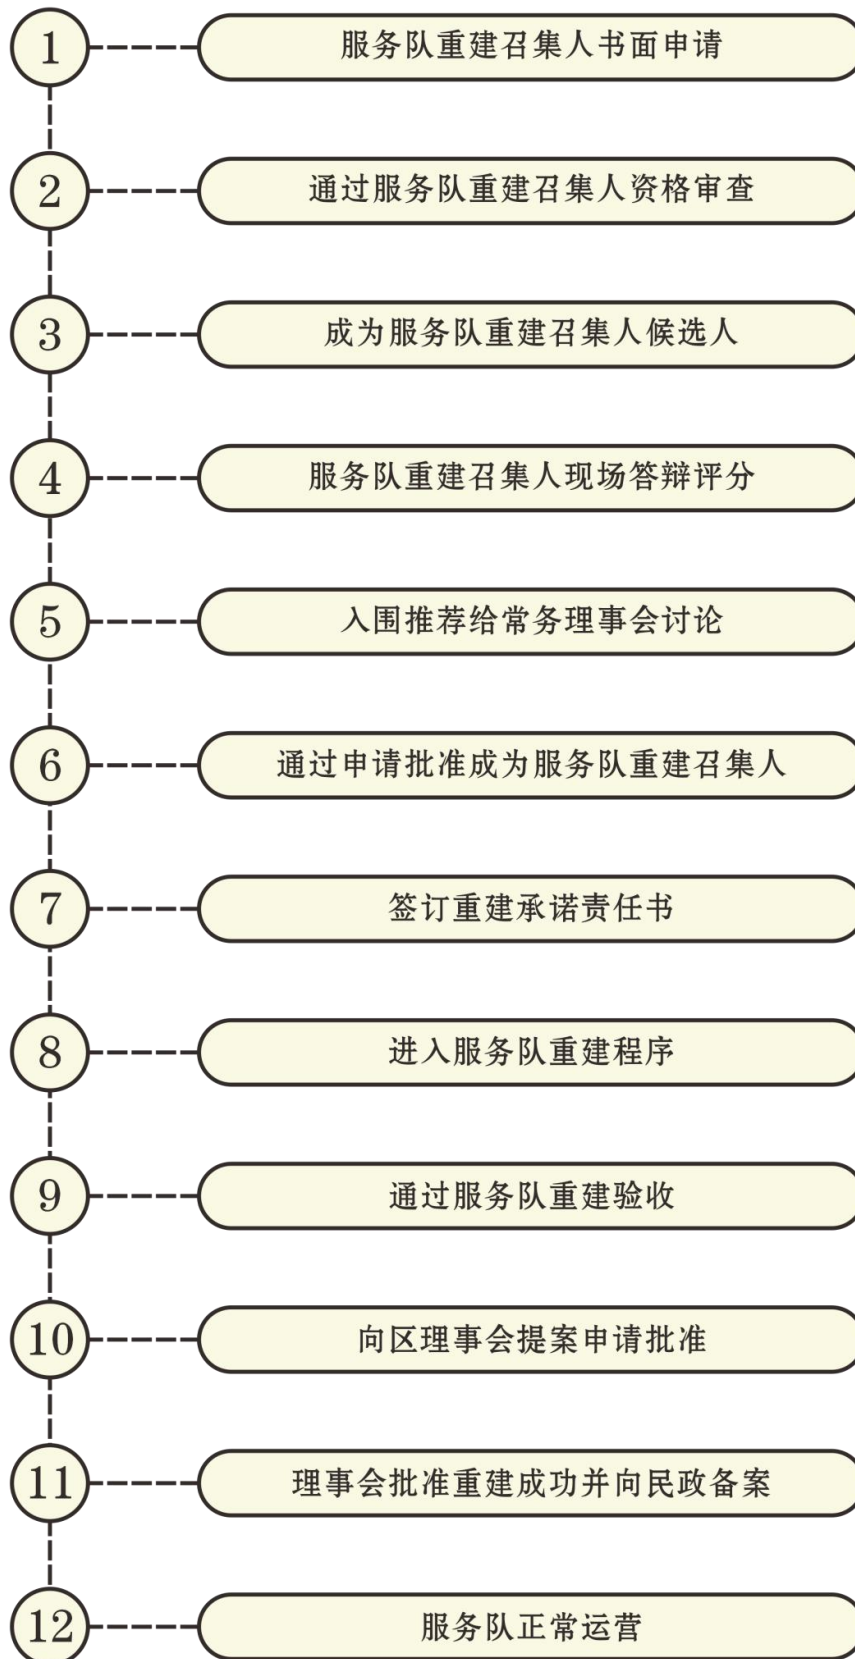 1 服务队重建召集人书面申请
2 通过服务队重建召集人资格审查
3 成为服务队重建召集人候选人
4 服务队重建召集人现场答辩评分
5 入围推荐给常务理事会讨论
6 通过申请批准成为服务队重建召集人
7 签订重建承诺责任书
8 进入服务队重建程序
9 通过服务队重建验收
10 向区理事会提案申请批准
11 理事会批准重建成功并向民政备案
12 服务队正常运营